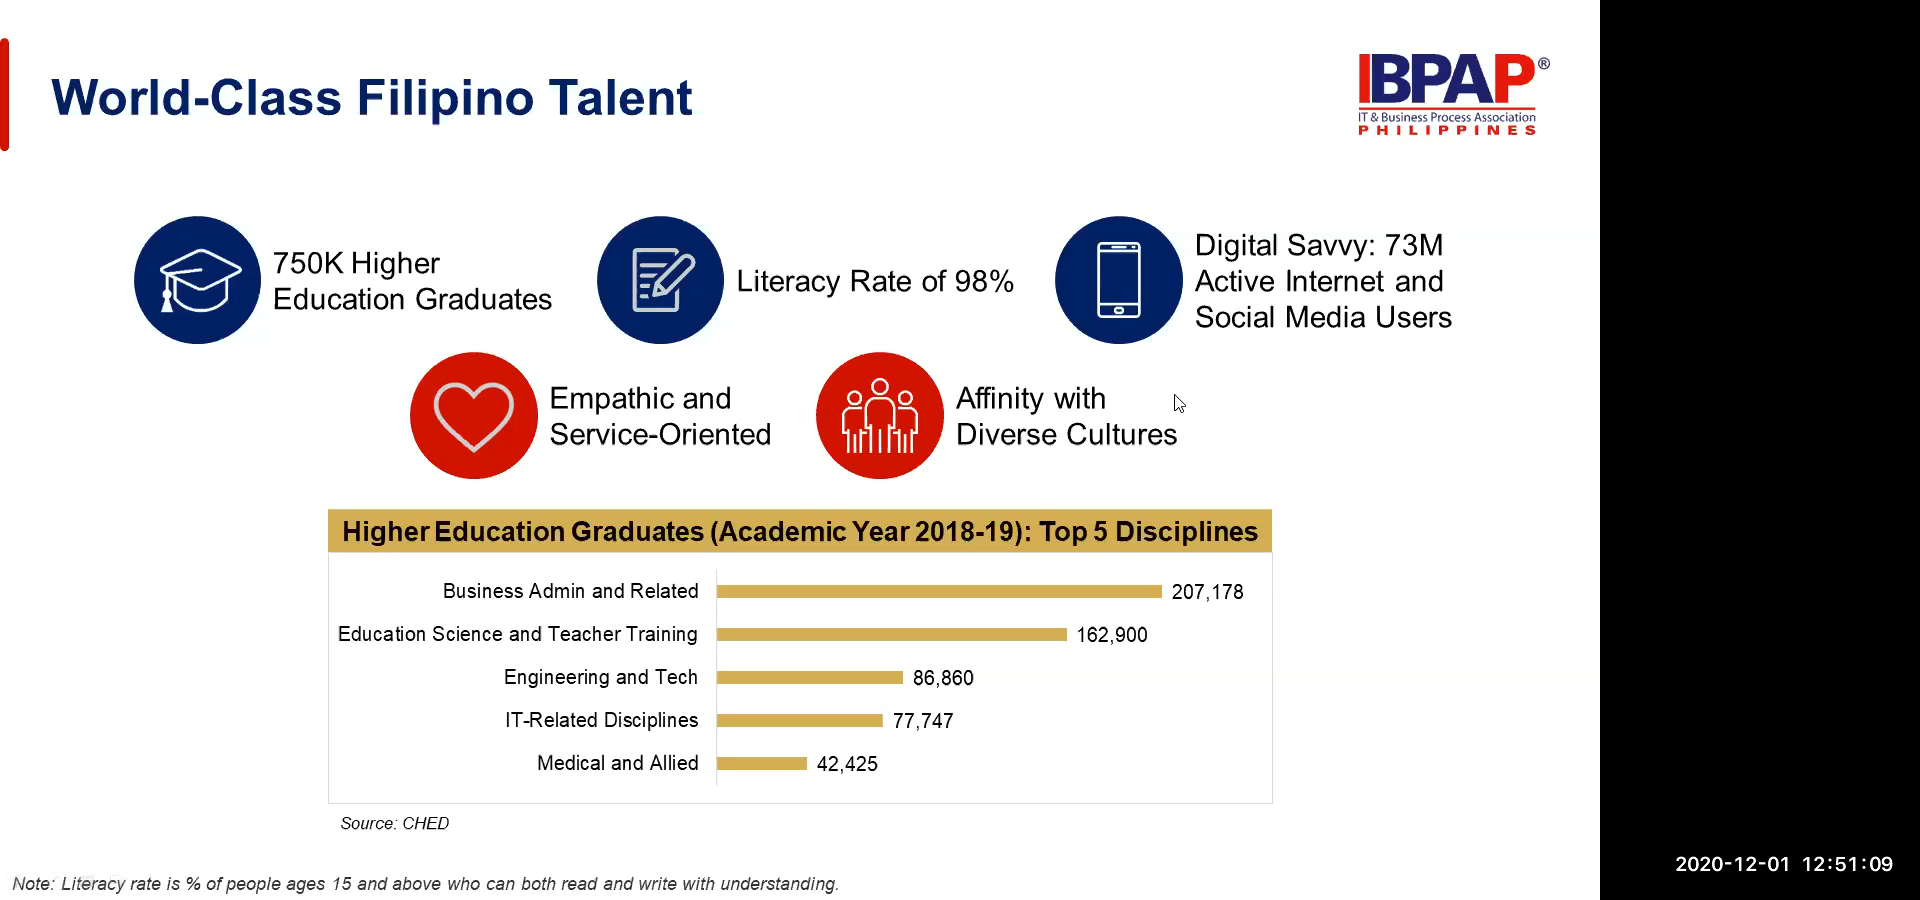 World-Class Filipino Talent
IBPAP®
IT & Business Process Association
PHILIPPINES
750K Higher
Education Graduates
Literacy Rate of 98%
Digital Savvy: 73M
Active Internet and
Social Media Users
Empathic and
Service-Oriented
Affinity with
Diverse Cultures
Higher Education Graduates (Academic Year 2018-19): Top 5 Disciplines
Business Admin and Related 207,178
Education Science and Teacher Training 162,900
Engineering and Tech 86,860
IT-Related Disciplines 77,747
Medical and Allied 42,425
Source: CHED
Note: Literacy rate is % of people ages 15 and above who can both read and write with understanding.
2020-12-01 12:51:09